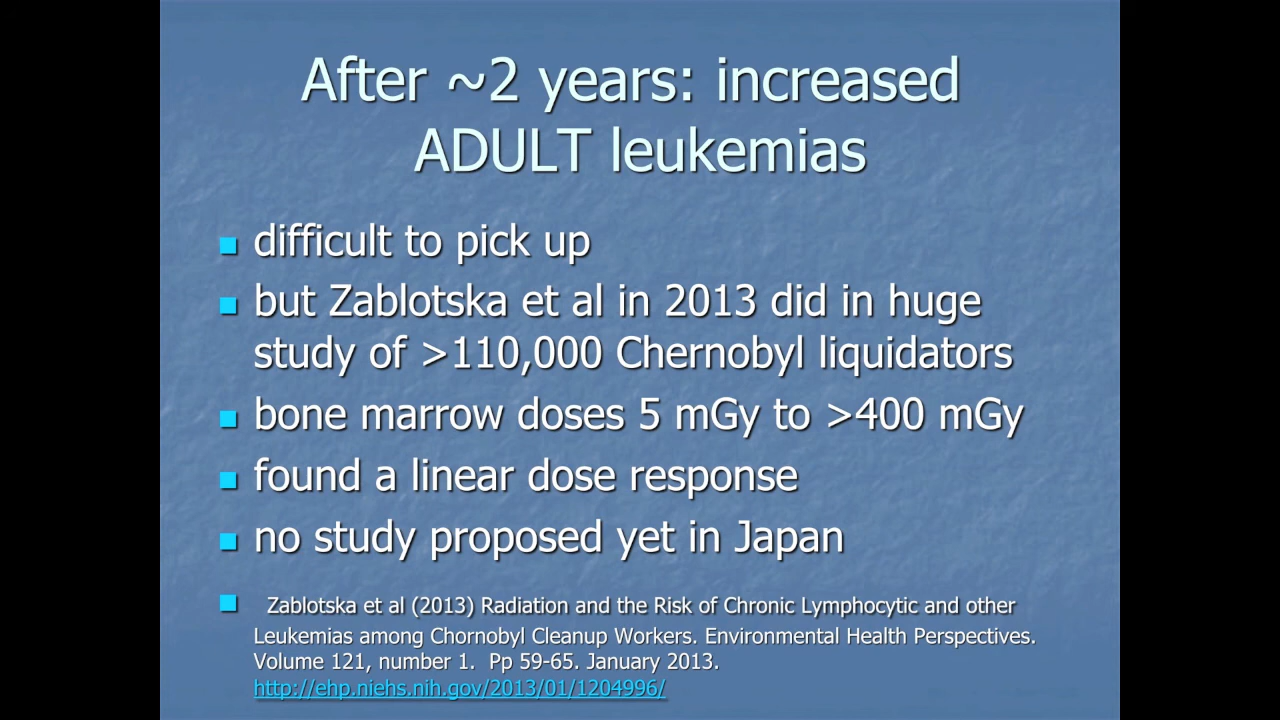 After ~2 years: increased
ADULT leukemias
difficult to pick up
but Zablotska et al in 2013 did in huge
study of >110,000 Chernobyl liquidators
bone marrow doses 5 mGy to >400 mGy
found a linear dose response
no study proposed yet in Japan
Zablotska et al (2013) Radiation and the Risk of Chronic Lymphocytic and other
Leukemias among Chornobyl Cleanup Workers. Environmental Health Perspectives.
Volume 121, number 1. Pp 59-65. January 2013.
http://ehp.niehs.nih.gov/2013/01/1204996/